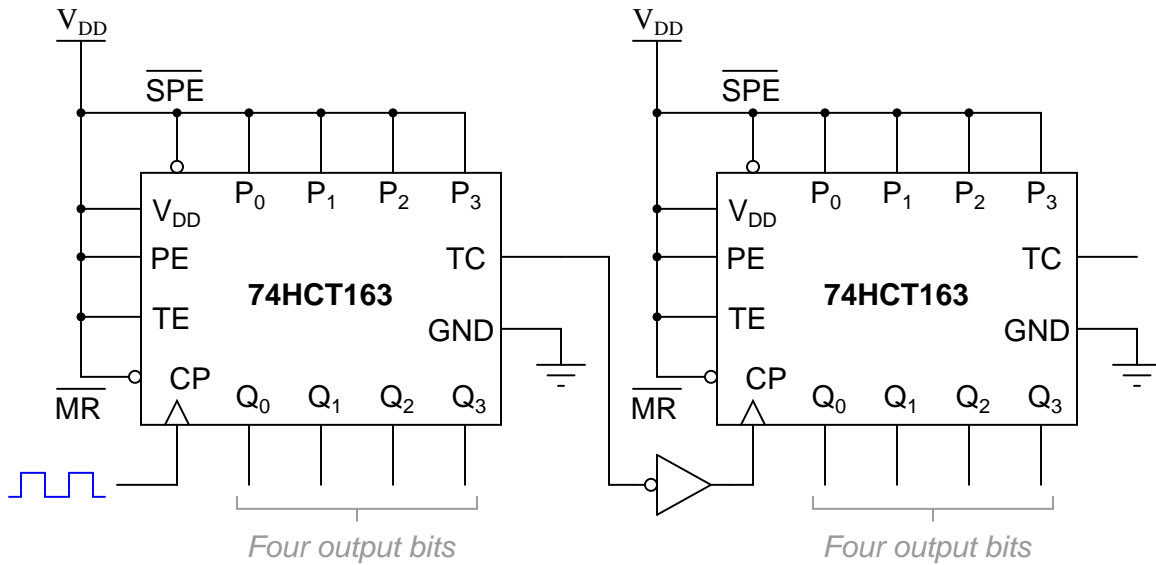 VDD VDD
SPE SPE
P0 P1 P2 P3 P0 P1 P2 P3
VDD VDD
PE TC PE TC
74HCT163 74HCT163
TE GND TE GND
CP CP
MR Q0 Q1 Q2 Q3 MR Q0 Q1 Q2 Q3
Four output bits Four output bits